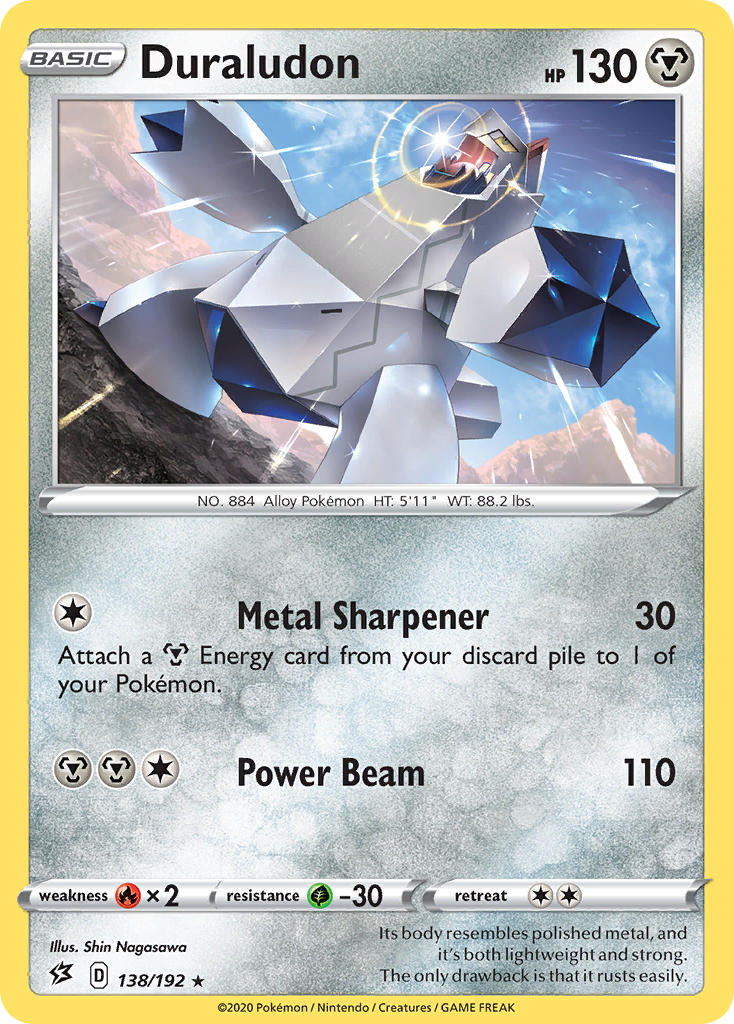 BASIC Duraludon HP 130
NO. 884 Alloy Pokémon HT: 5'11" WT: 88.2 lbs.
Metal Sharpener 30
Attach a Energy card from your discard pile to 1 of
your Pokémon.
Power Beam 110
weakness ×2 resistance -30 retreat
Illus. Shin Nagasawa
Its body resembles polished metal, and
it's both lightweight and strong.
The only drawback is that it rusts easily.
D 138/192 ★
©2020 Pokémon / Nintendo / Creatures / GAME FREAK